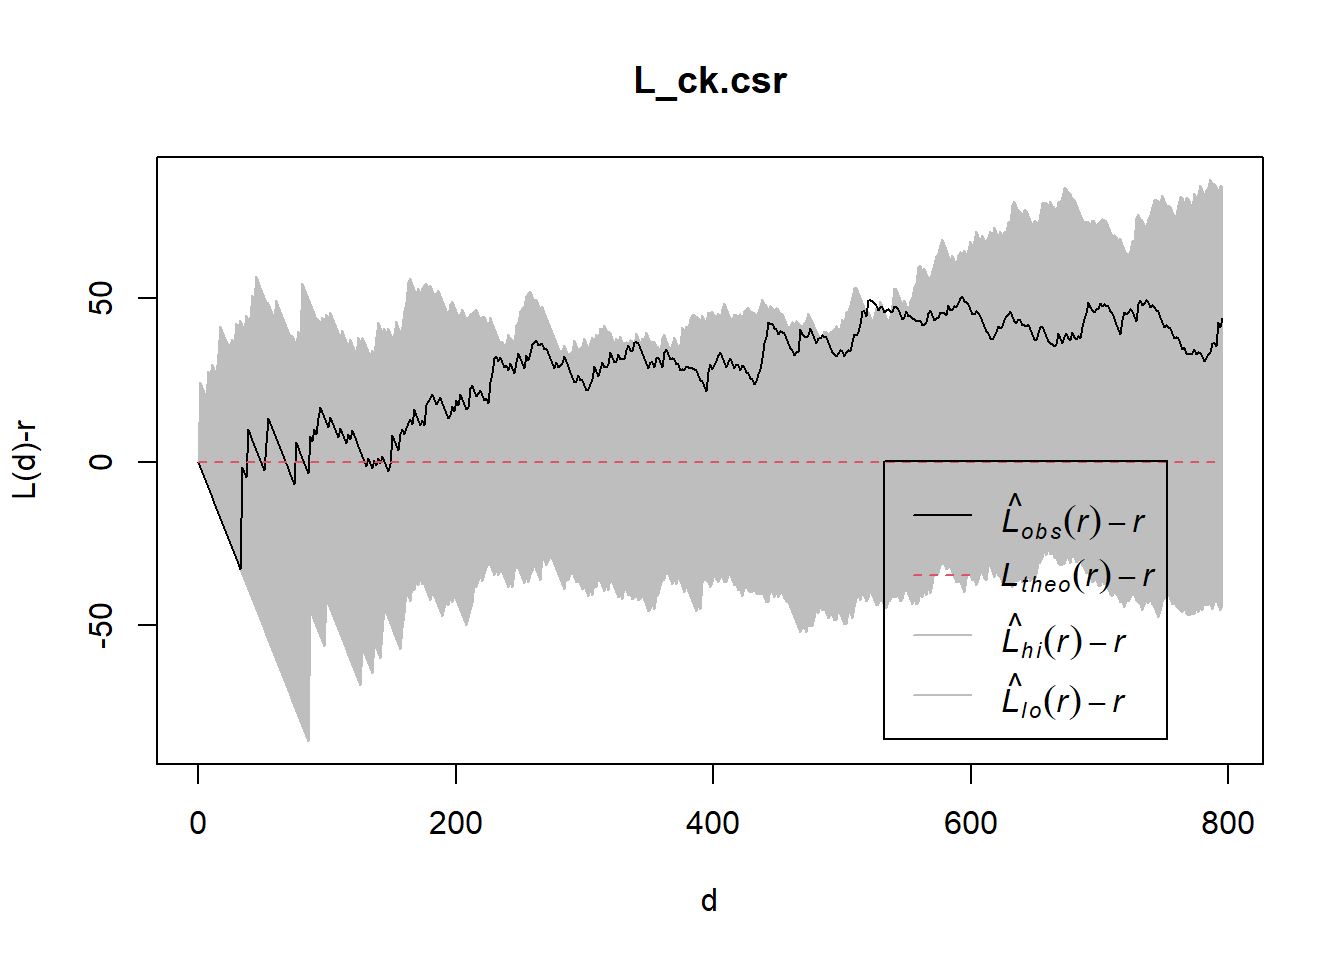 L_ck.csr
L(d)-r
50
0
-50
0 200 400 600 800
d
L̂obs(r) − r
Ltheo(r) − r
L̂hi(r) − r
L̂lo(r) − r